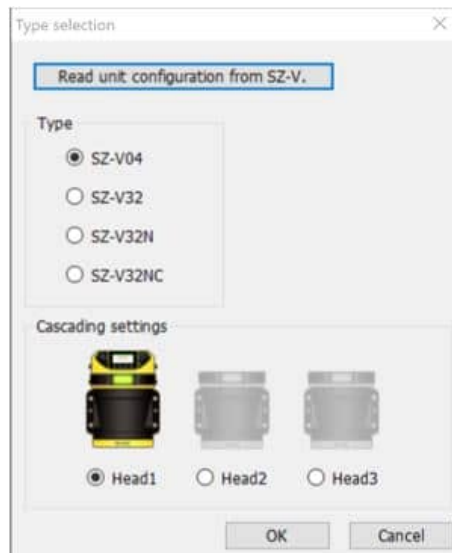 Type selection
Read unit configuration from SZ-V.
Type
SZ-V04
SZ-V32
SZ-V32N
SZ-V32NC
Cascading settings
Head1 Head2 Head3
OK Cancel